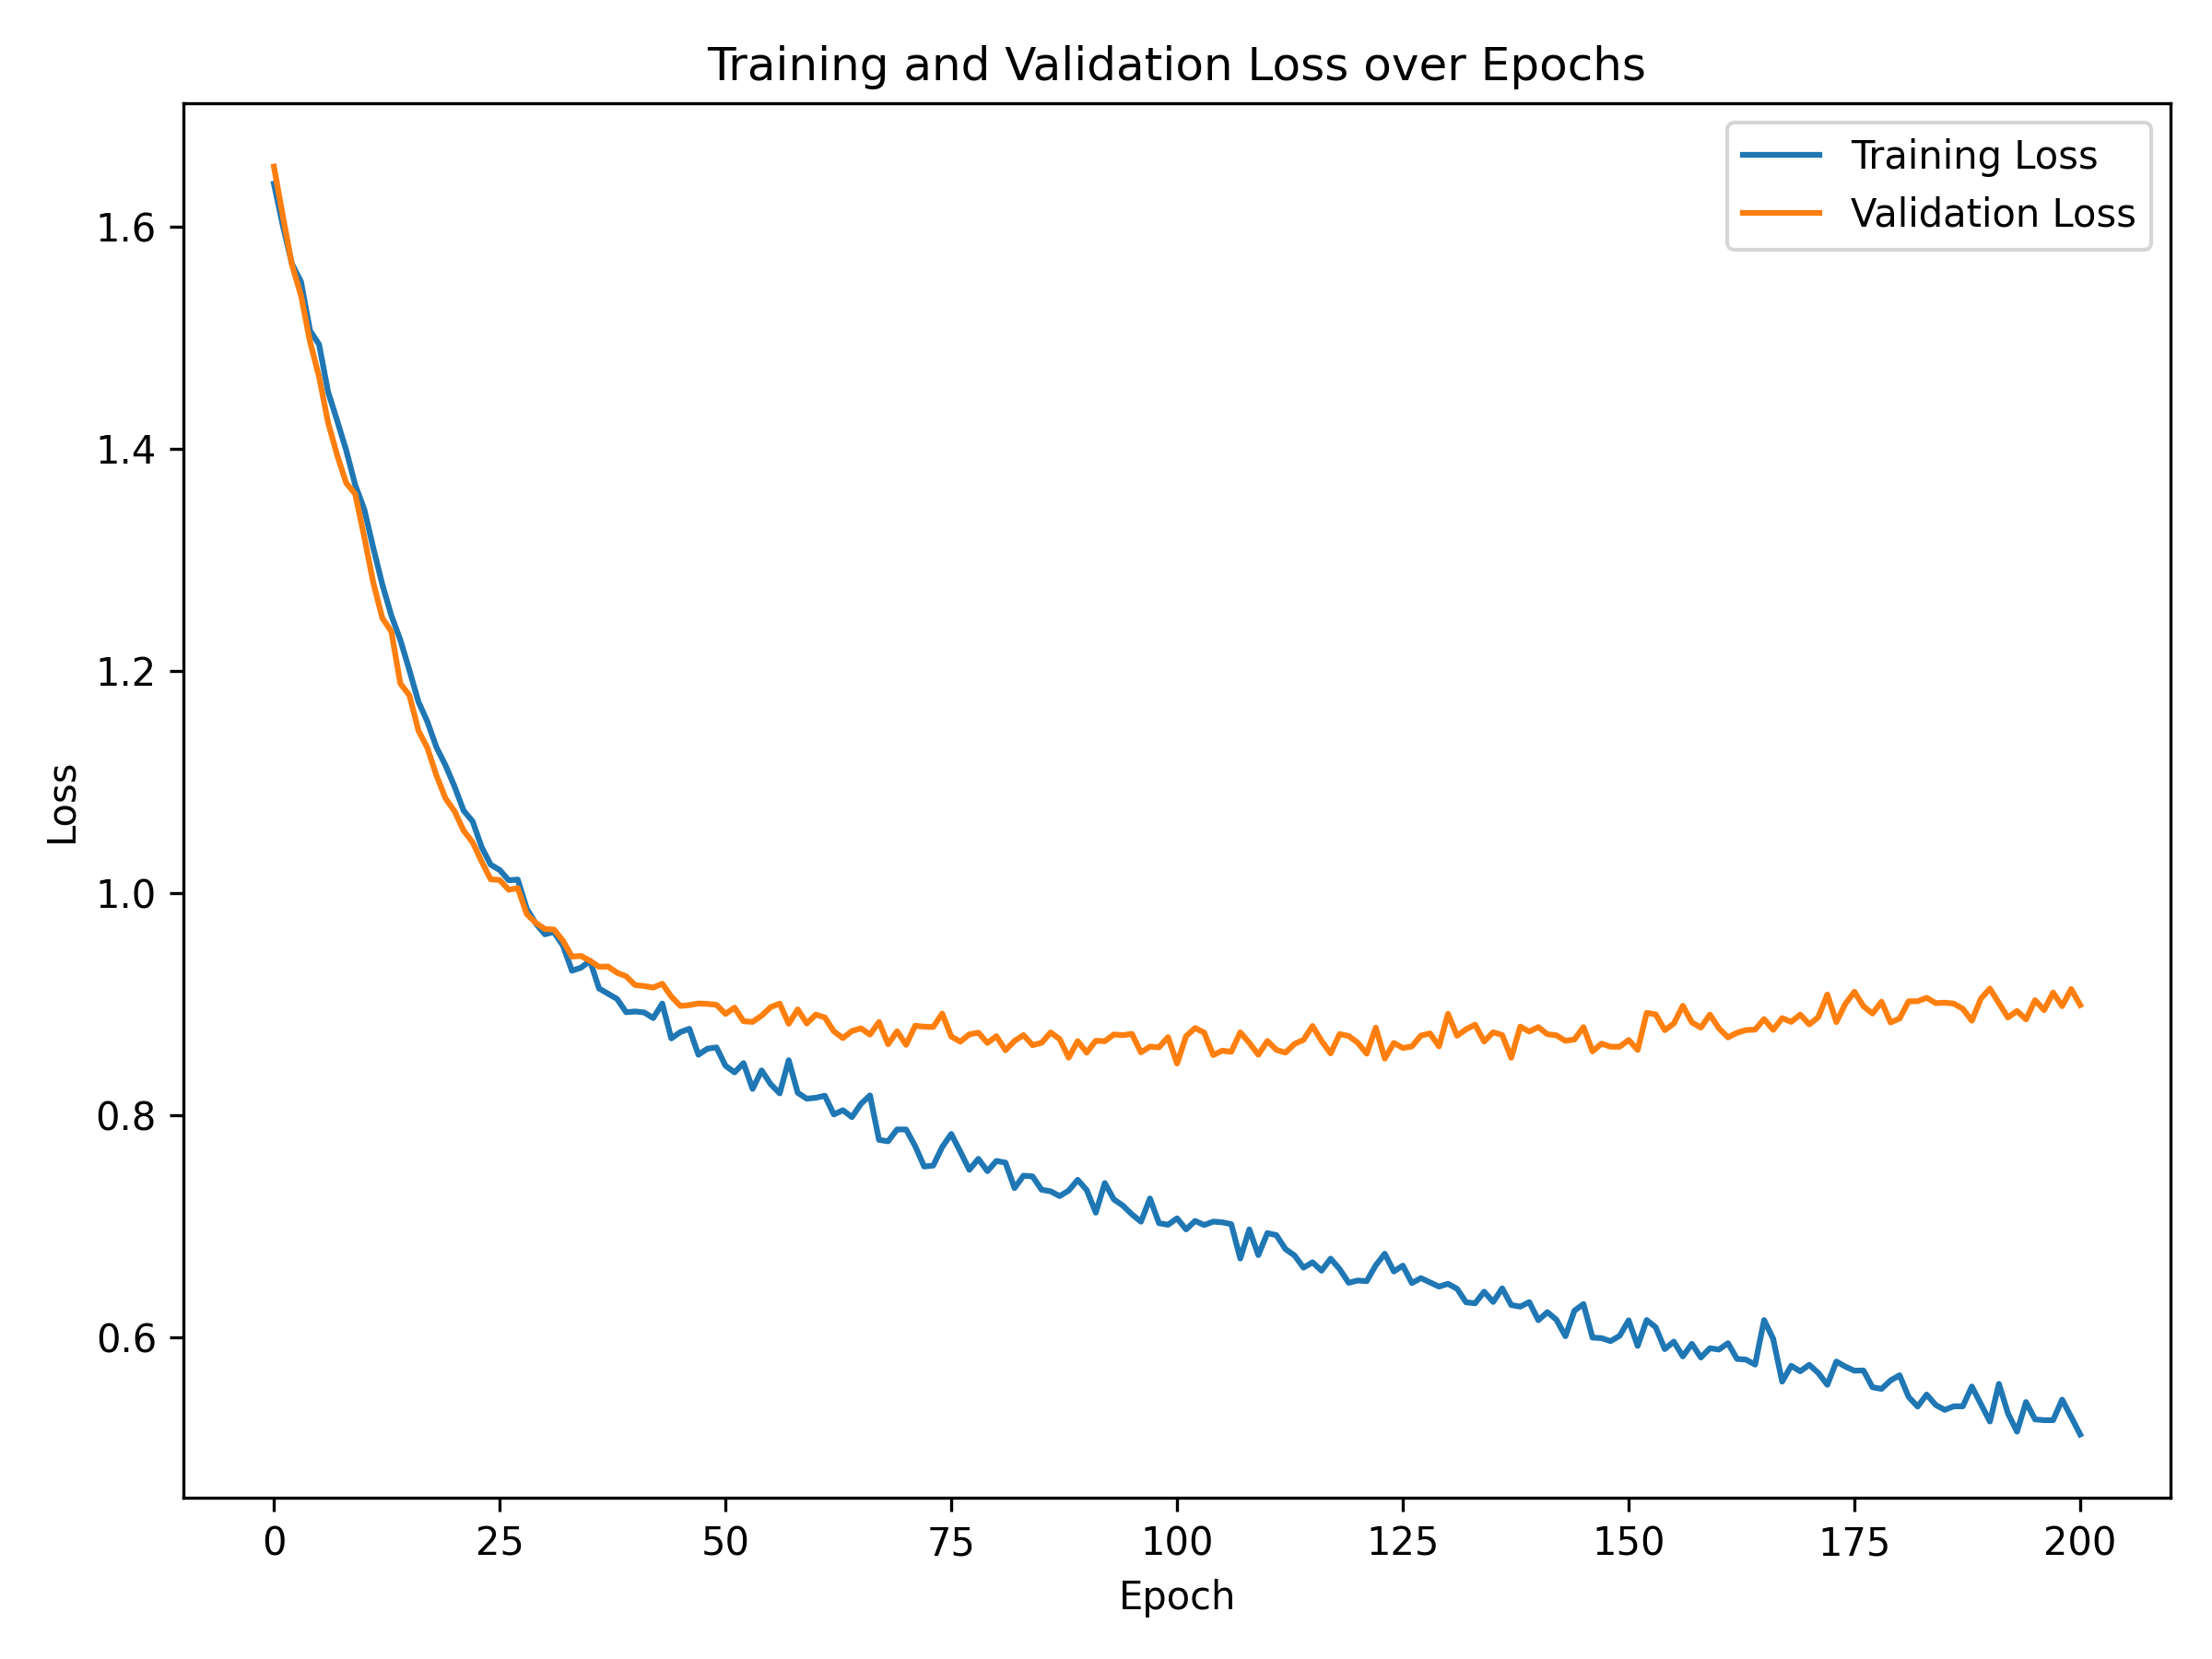 Training and Validation Loss over Epochs
Training Loss
Validation Loss
1.6
1.4
1.2
1.0
0.8
0.6
Loss
0 25 50 75 100 125 150 175 200
Epoch